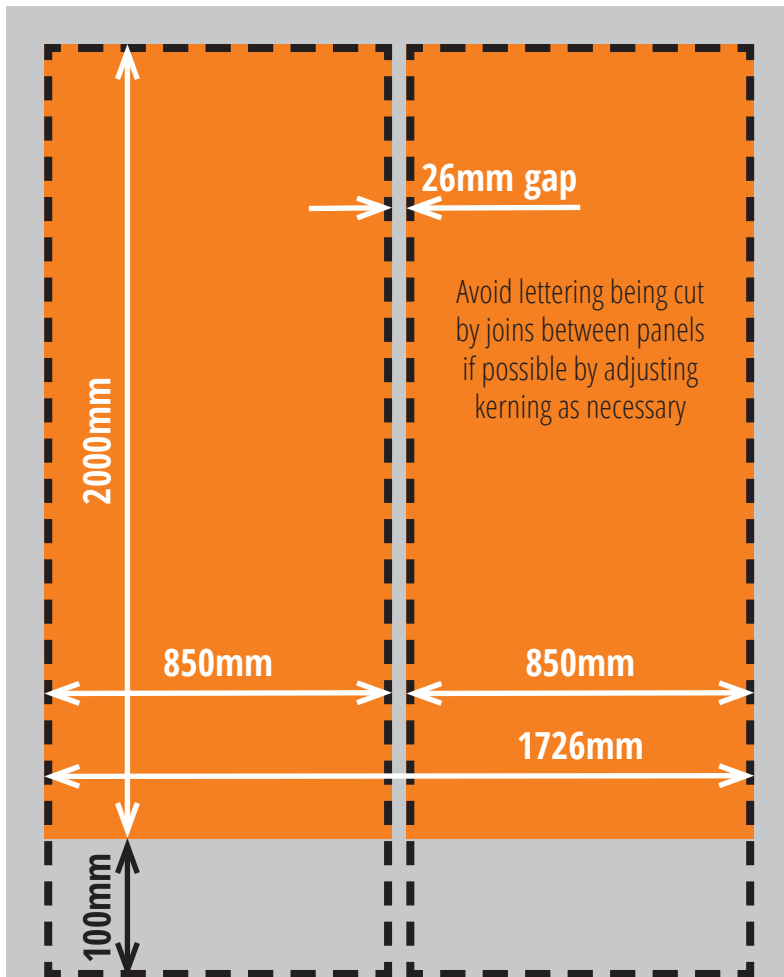 26mm gap
Avoid lettering being cut
by joins between panels
if possible by adjusting
kerning as necessary
2000mm
850mm
850mm
1726mm
100mm